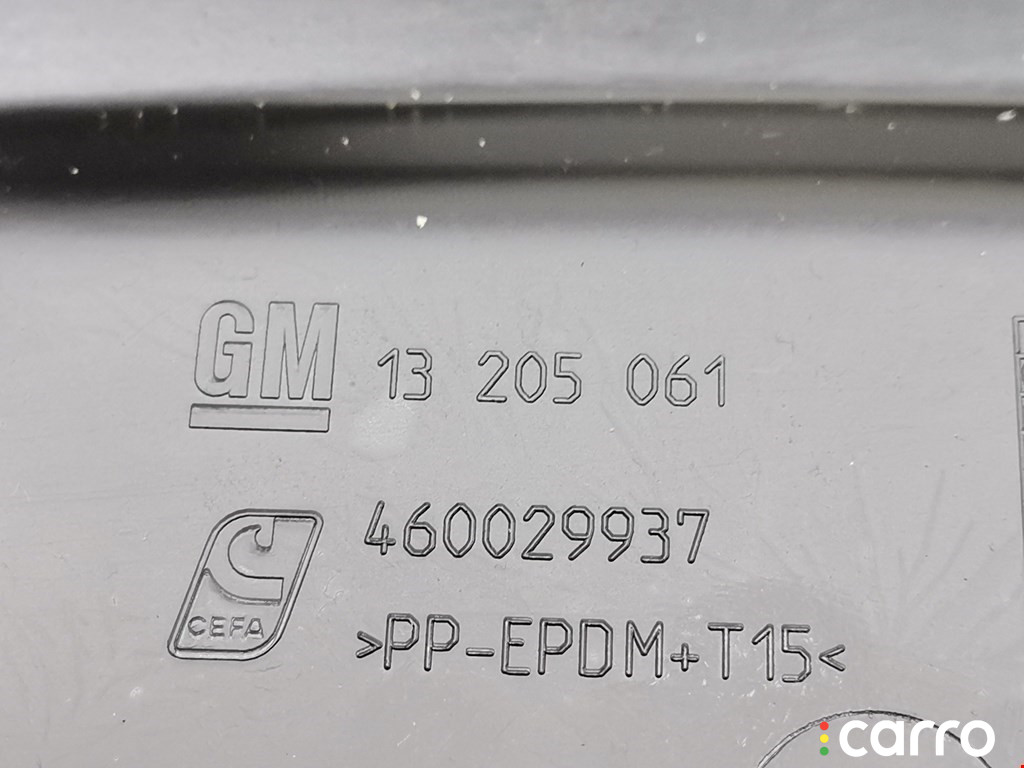 GM 13 205 061
460029937
CEFA
>PP-EPDM+T15<
carro